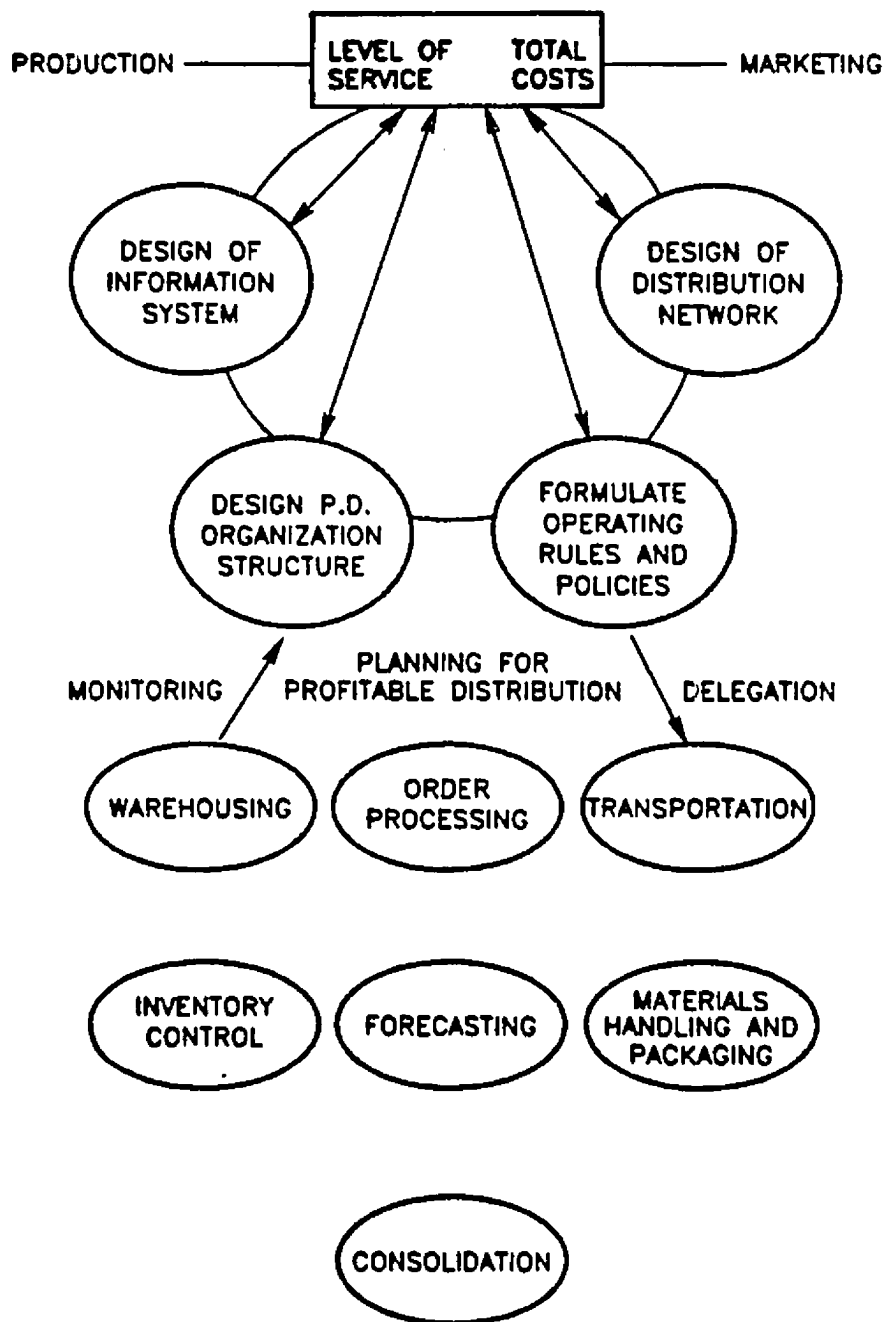 PRODUCTION
LEVEL OF TOTAL
SERVICE COSTS
MARKETING
DESIGN OF
INFORMATION
SYSTEM
DESIGN OF
DISTRIBUTION
NETWORK
DESIGN P.D.
ORGANIZATION
STRUCTURE
FORMULATE
OPERATING
RULES AND
POLICIES
MONITORING
PLANNING FOR
PROFITABLE DISTRIBUTION
DELEGATION
WAREHOUSING
ORDER
PROCESSING
TRANSPORTATION
INVENTORY
CONTROL
FORECASTING
MATERIALS
HANDLING AND
PACKAGING
CONSOLIDATION